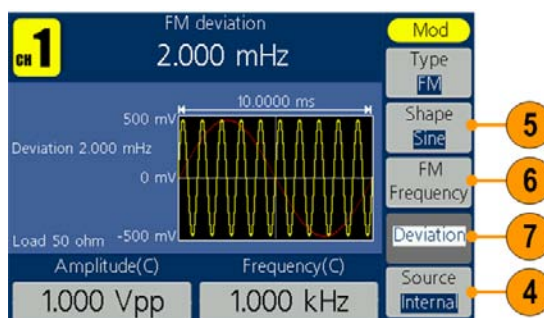 CH 1
FM deviation
2.000 mHz
Mod
Type
FM
Shape
Sine
5
FM
Frequency
6
Deviation
7
Source
Internal
4
10.0000 ms
500 mV
Deviation 2.000 mHz
0 mV
Load 50 ohm
-500 mV
Amplitude(C)
1.000 Vpp
Frequency(C)
1.000 kHz